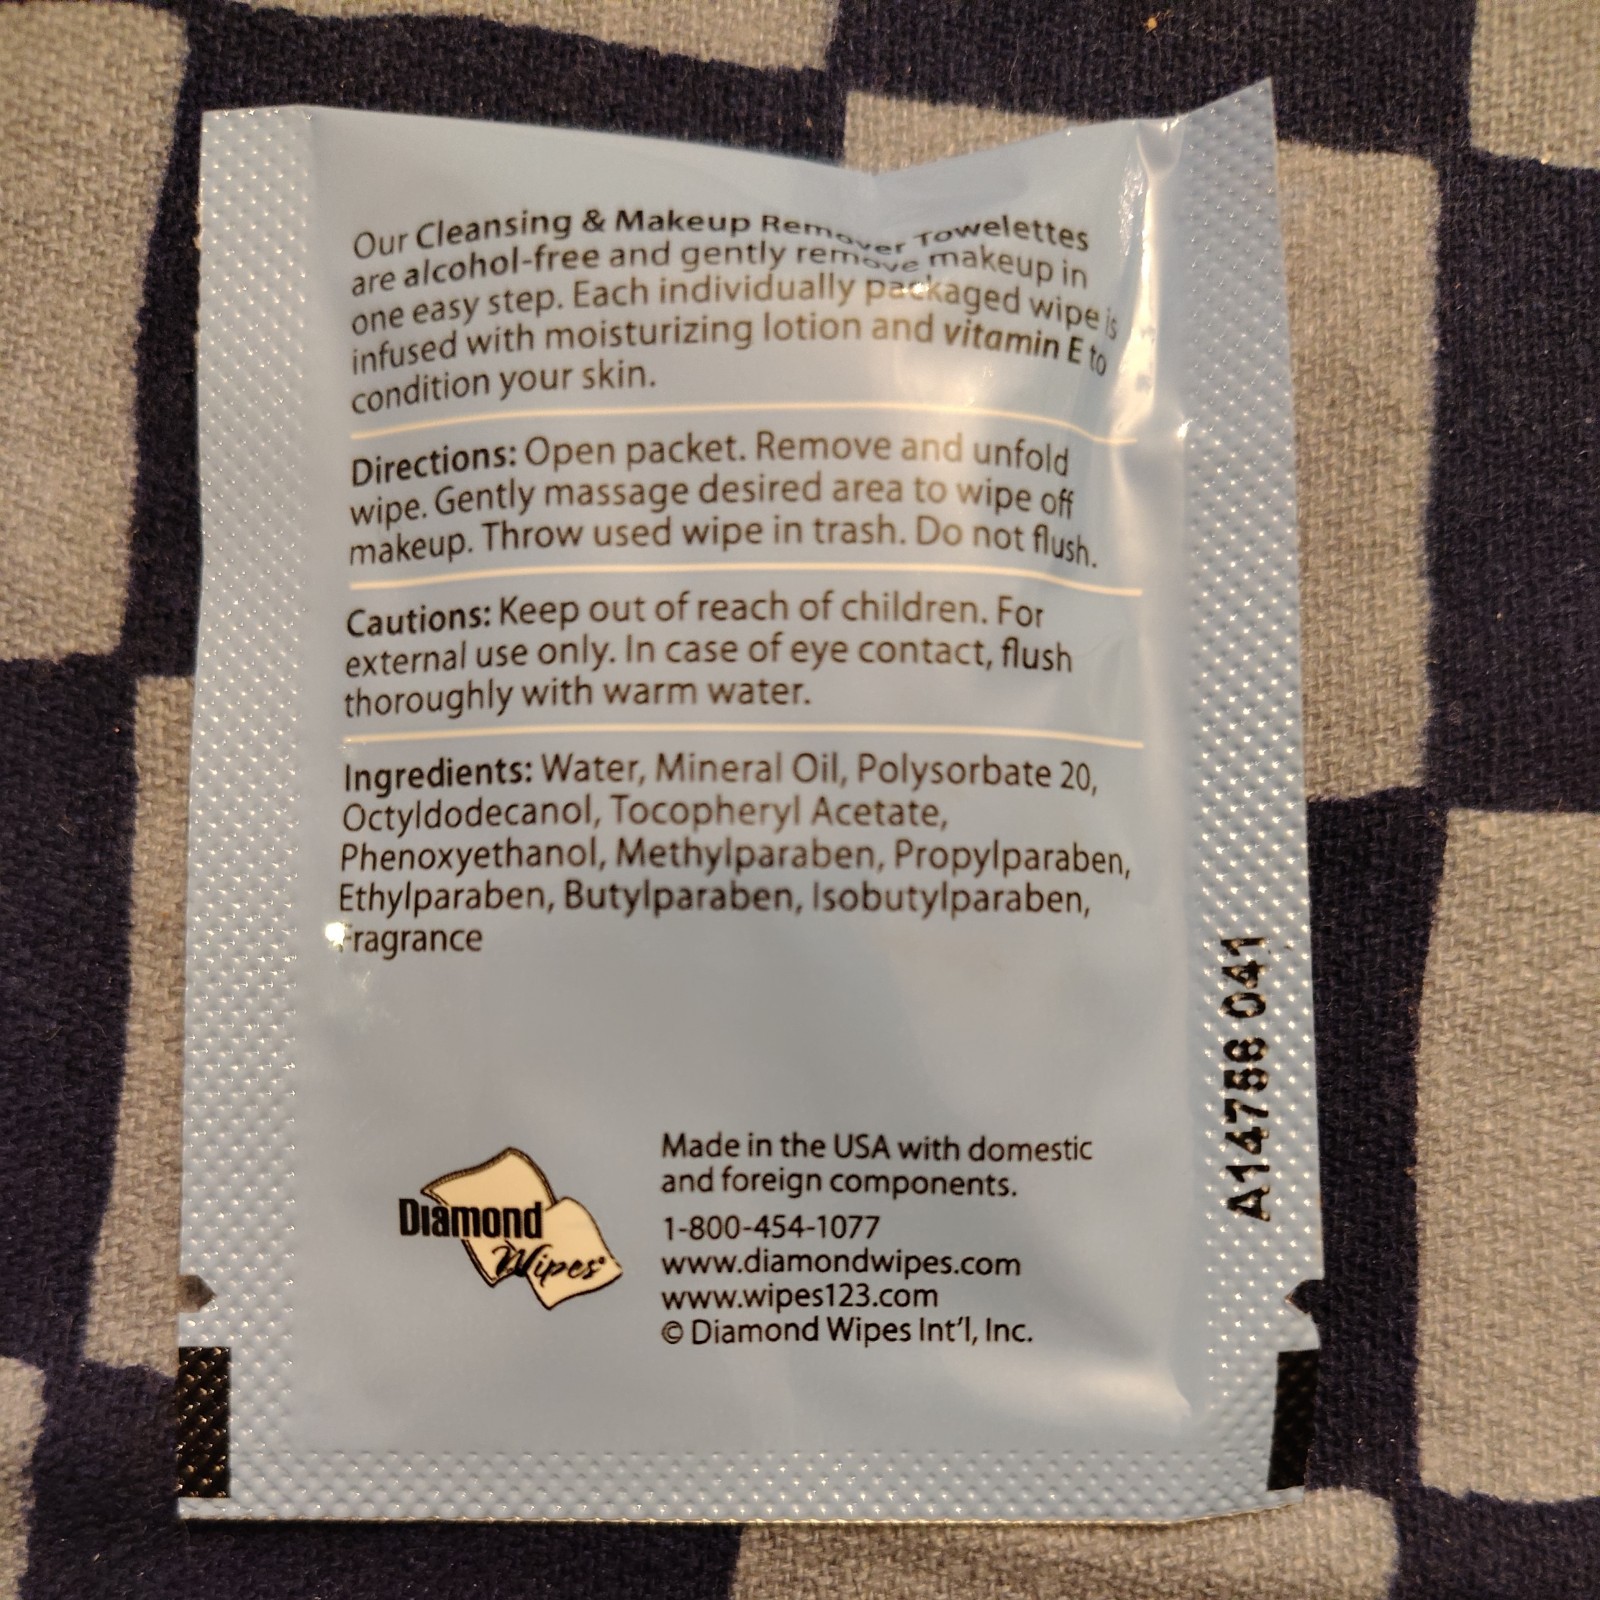 Our Cleansing & Makeup Remover Towelettes
are alcohol-free and gently remove makeup in
one easy step. Each individually packaged wipe is
infused with moisturizing lotion and vitamin E to
condition your skin.
Directions: Open packet. Remove and unfold
wipe. Gently massage desired area to wipe off
makeup. Throw used wipe in trash. Do not flush.
Cautions: Keep out of reach of children. For
external use only. In case of eye contact, flush
thoroughly with warm water.
Ingredients: Water, Mineral Oil, Polysorbate 20,
Octyldodecanol, Tocopheryl Acetate,
Phenoxyethanol, Methylparaben, Propylparaben,
Ethylparaben, Butylparaben, Isobutylparaben,
Fragrance
Diamond
Wipes®
Made in the USA with domestic
and foreign components.
1-800-454-1077
www.diamondwipes.com
www.wipes123.com
© Diamond Wipes Int'l, Inc.
A14758 041